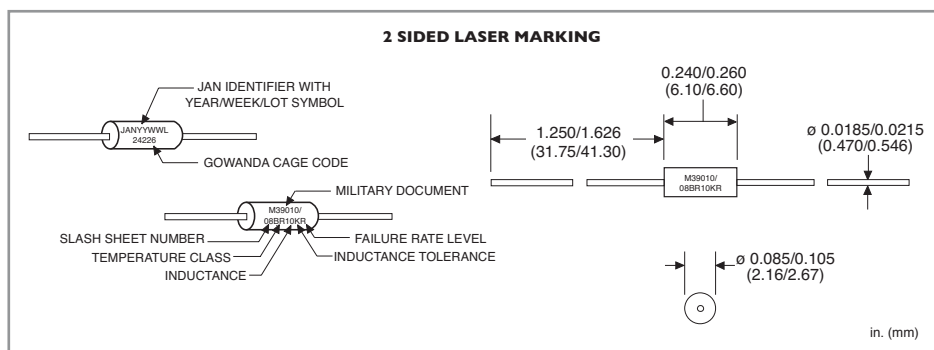 2 SIDED LASER MARKING
JAN IDENTIFIER WITH
YEAR/WEEK/LOT SYMBOL
JANYYWWL
24226
GOWANDA CAGE CODE
MILITARY DOCUMENT
M39010/
08BR10KR
SLASH SHEET NUMBER
FAILURE RATE LEVEL
TEMPERATURE CLASS
INDUCTANCE TOLERANCE
INDUCTANCE
0.240/0.260
(6.10/6.60)
1.250/1.626
(31.75/41.30)
ø 0.0185/0.0215
(0.470/0.546)
M39010/
08BR10KR
ø 0.085/0.105
(2.16/2.67)
in. (mm)